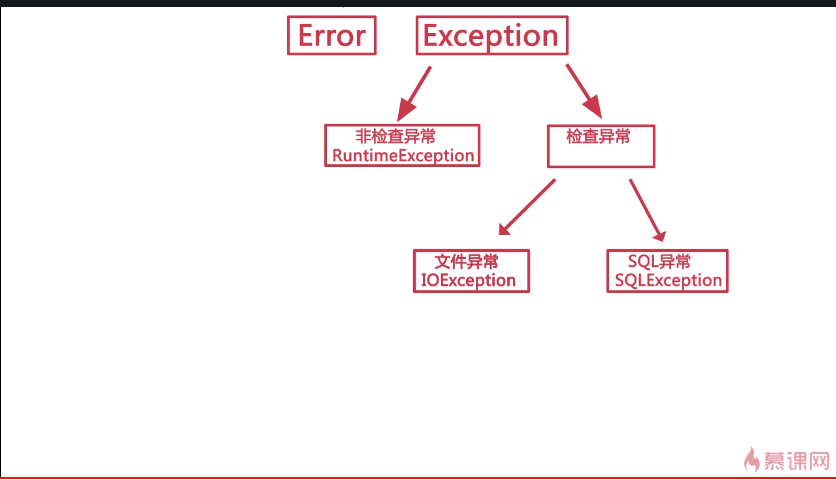 Error
Exception
非检查异常
RuntimeException
检查异常
文件异常
IOException
SQL异常
SQLException
慕课网